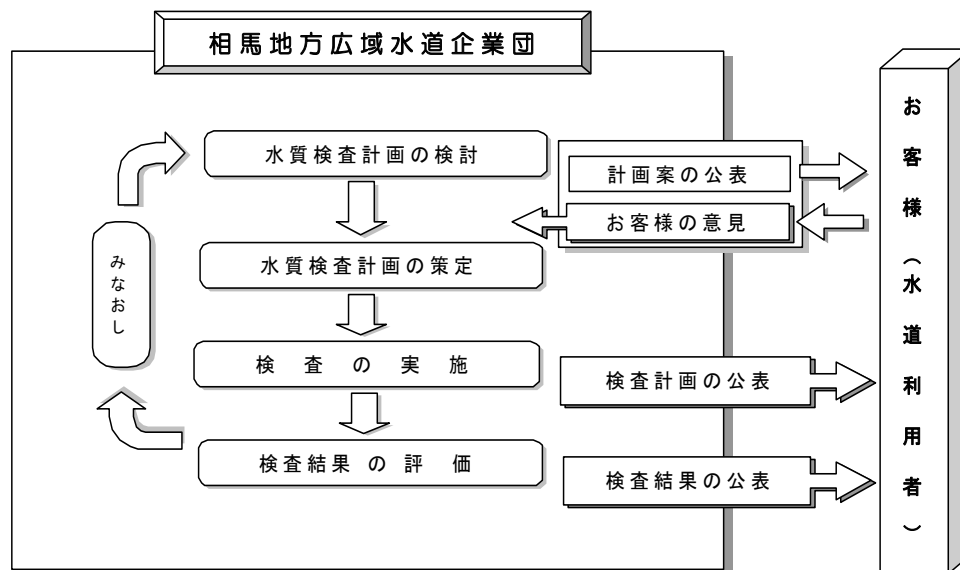 相馬地方広域水道企業団
水質検査計画の検討
計画案の公表
お客様の意見
水質検査計画の策定
みなおし
検査の実施
検査計画の公表
検査結果の評価
検査結果の公表
お客様（水道利用者）